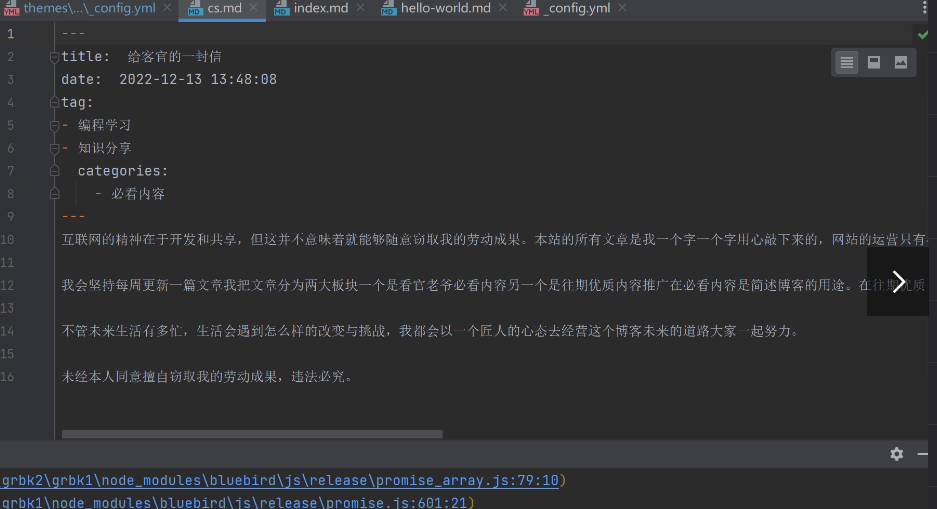 themes\...\_config.yml cs.md index.md hello-world.md _config.yml
1 ---
2 title: 给客官的一封信
3 date: 2022-12-13 13:48:08
4 tag:
5 - 编程学习
6 - 知识分享
7 categories:
8 - 必看内容
9 ---
10 互联网的精神在于开发和共享，但这并不意味着就能够随意窃取我的劳动成果。本站的所有文章是我一个字一个字用心敲下来的，网站的运营只有
11
12 我会坚持每周更新一篇文章我把文章分为两大板块一个是看官老爷必看内容另一个是往期优质内容推广在必看内容是简述博客的用途。在往期优质
13
14 不管未来生活有多忙，生活会遇到怎么样的改变与挑战，我都会以一个匠人的心态去经营这个博客未来的道路大家一起努力。
15
16 未经本人同意擅自窃取我的劳动成果，违法必究。
grbk2\grbk1\node_modules\bluebird\js\release\promise_array.js:79:10)
grbk1\node_modules\bluebird\js\release\promise.js:601:21)